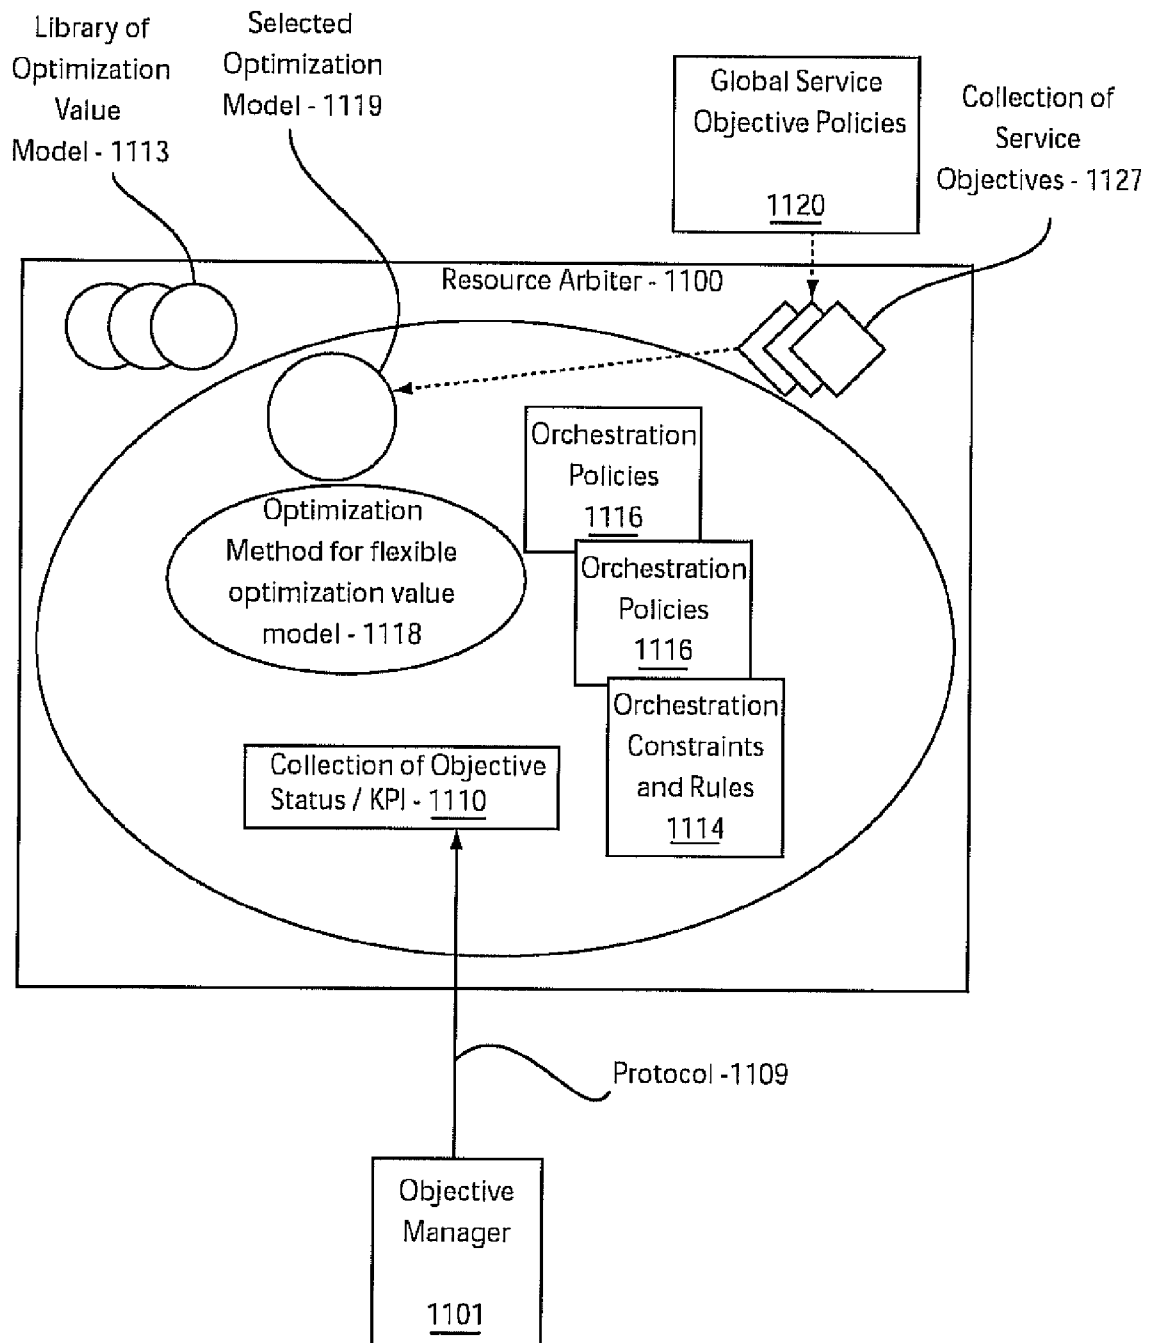 Library of
Optimization
Value
Model - 1113
Selected
Optimization
Model - 1119
Global Service
Objective Policies
1120
Collection of
Service
Objectives - 1127
Resource Arbiter - 1100
Orchestration
Policies
1116
Optimization
Method for flexible
optimization value
model - 1118
Orchestration
Policies
1116
Orchestration
Constraints
and Rules
1114
Collection of Objective
Status / KPI - 1110
Protocol -1109
Objective
Manager
1101